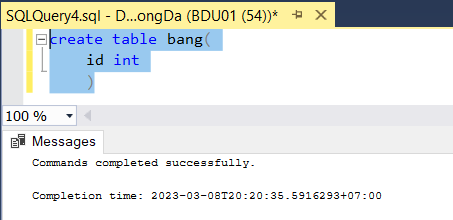 SQLQuery4.sql - D...ongDa (BDU01 (54))*
create table bang(
id int
)
100 %
Messages
Commands completed successfully.
Completion time: 2023-03-08T20:20:35.5916293+07:00